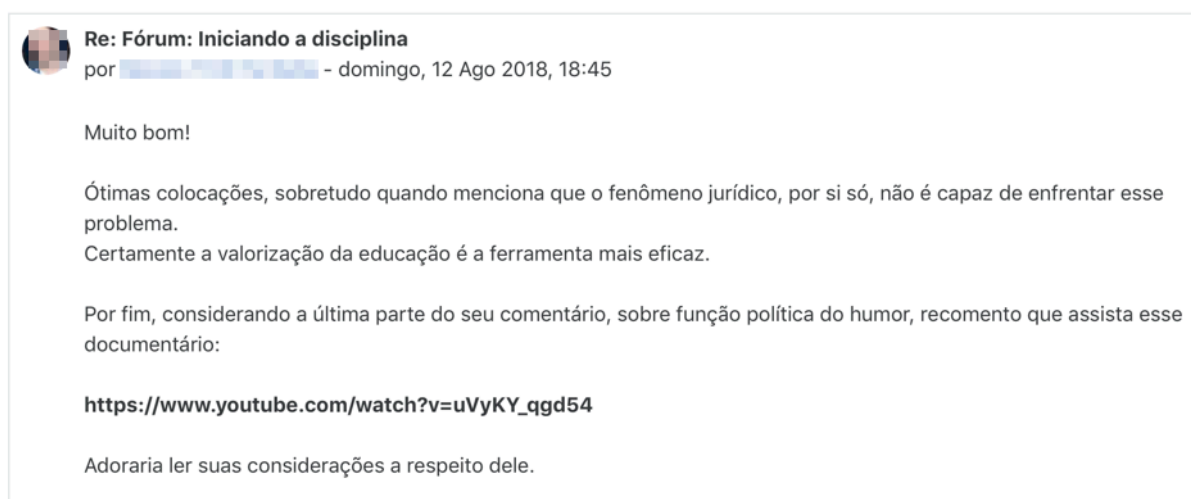 Re: Fórum: Iniciando a disciplina
por - domingo, 12 Ago 2018, 18:45
Muito bom!
Ótimas colocações, sobretudo quando menciona que o fenômeno jurídico, por si só, não é capaz de enfrentar esse
problema.
Certamente a valorização da educação é a ferramenta mais eficaz.
Por fim, considerando a última parte do seu comentário, sobre função política do humor, recomento que assista esse
documentário:
https://www.youtube.com/watch?v=uVyKY_qgd54
Adoraria ler suas considerações a respeito dele.